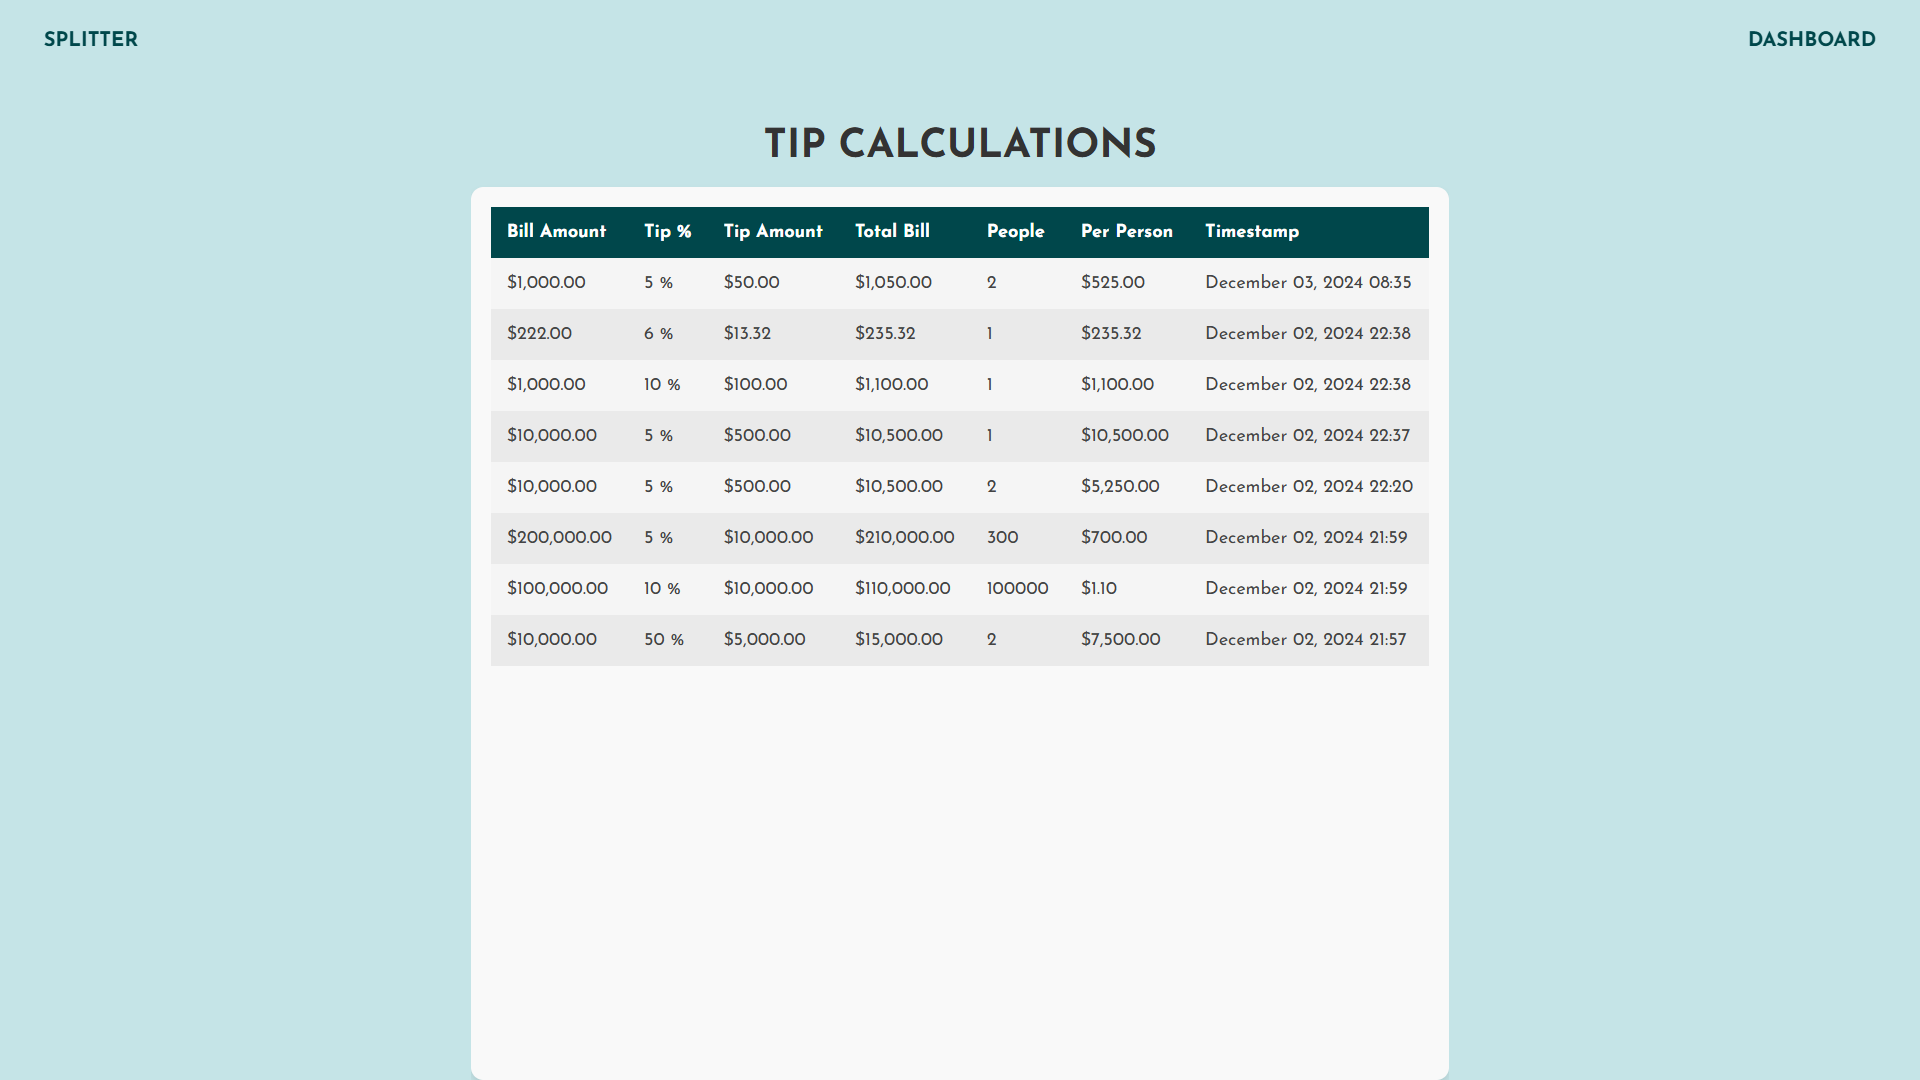 SPLITTER DASHBOARD
TIP CALCULATIONS
Bill Amount Tip % Tip Amount Total Bill People Per Person Timestamp
$1,000.00 5 % $50.00 $1,050.00 2 $525.00 December 03, 2024 08:35
$222.00 6 % $13.32 $235.32 1 $235.32 December 02, 2024 22:38
$1,000.00 10 % $100.00 $1,100.00 1 $1,100.00 December 02, 2024 22:38
$10,000.00 5 % $500.00 $10,500.00 1 $10,500.00 December 02, 2024 22:37
$10,000.00 5 % $500.00 $10,500.00 2 $5,250.00 December 02, 2024 22:20
$200,000.00 5 % $10,000.00 $210,000.00 300 $700.00 December 02, 2024 21:59
$100,000.00 10 % $10,000.00 $110,000.00 100000 $1.10 December 02, 2024 21:59
$10,000.00 50 % $5,000.00 $15,000.00 2 $7,500.00 December 02, 2024 21:57